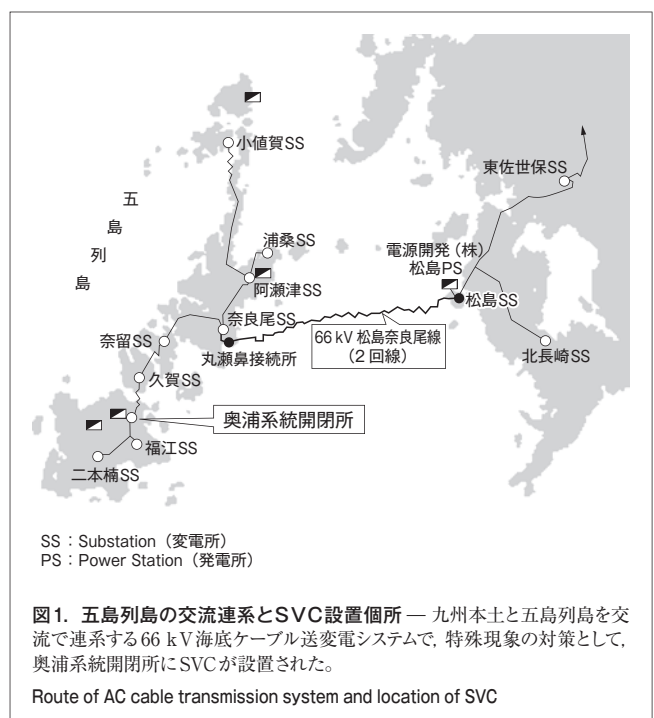 小値賀SS
東佐世保SS
五島列島
浦桑SS
電源開発(株)
松島PS
阿瀬津SS
松島SS
奈良尾SS
66 kV 松島奈良尾線
(2 回線)
奈留SS
丸瀬鼻接続所
北長崎SS
久賀SS
奥浦系統開閉所
福江SS
二本楠SS
SS:Substation(変電所)
PS:Power Station(発電所)
図1. 五島列島の交流連系とSVC設置個所 — 九州本土と五島列島を交
流で連系する66 kV海底ケーブル送変電システムで,特殊現象の対策として,
奥浦系統開閉所にSVCが設置された。
Route of AC cable transmission system and location of SVC